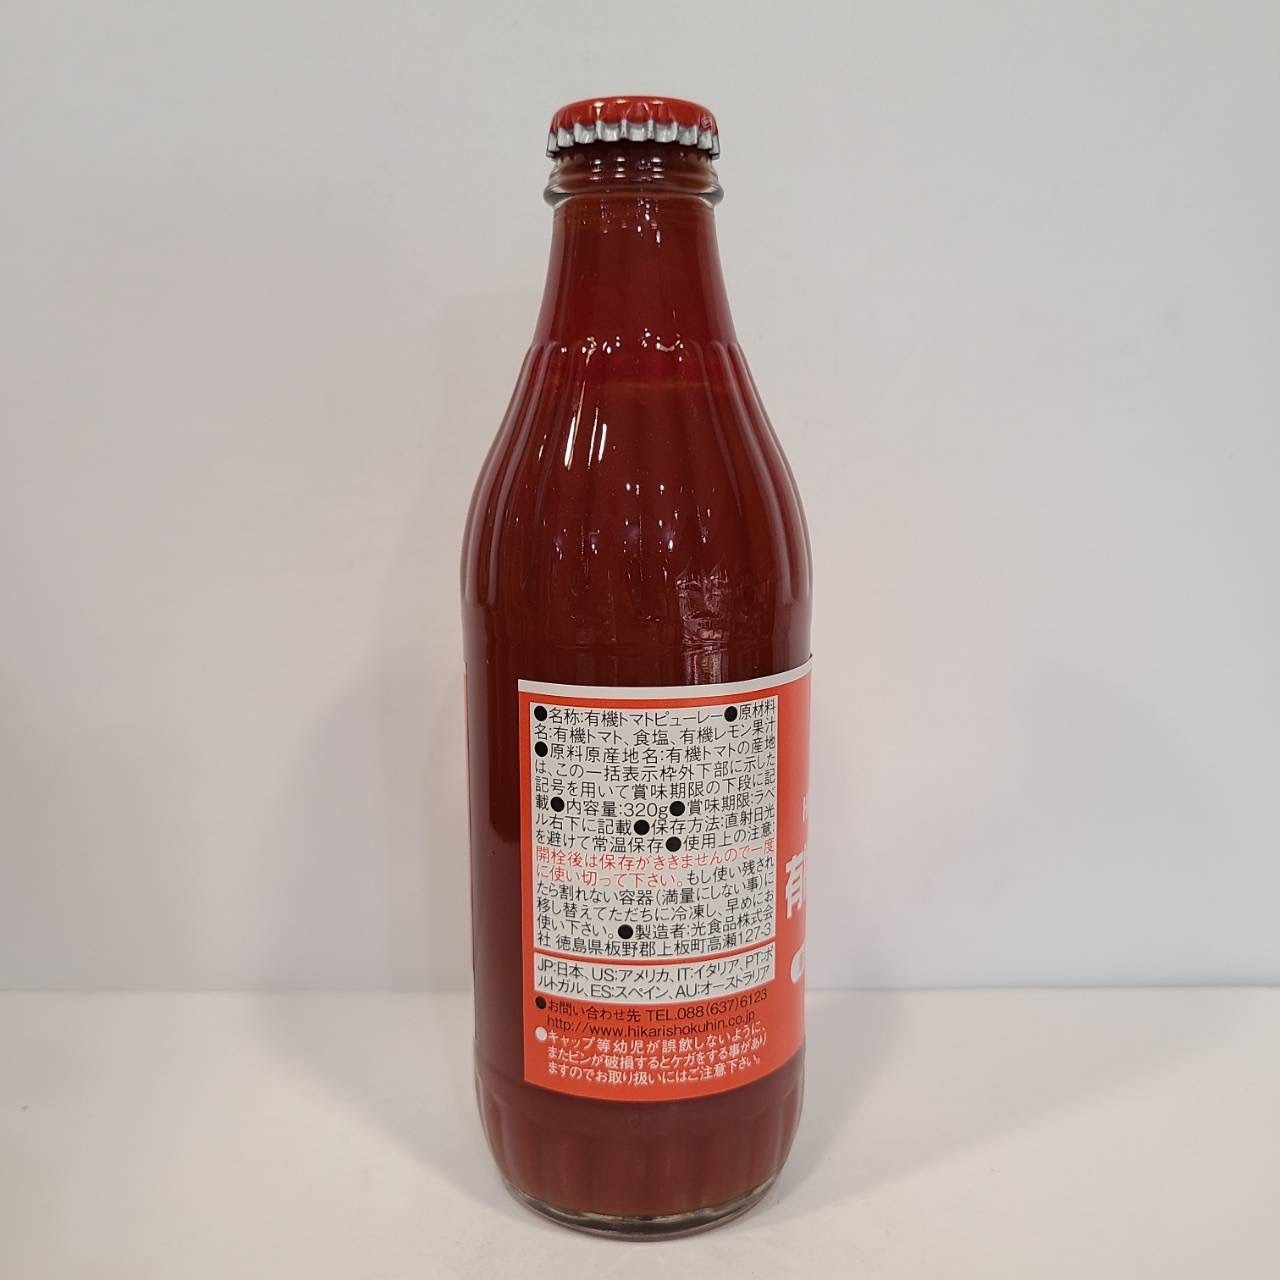 ●名称:有機トマトピューレー●原材料
名:有機トマト、食塩、有機レモン果汁
●原料原産地名:有機トマトの産地
は、この一括表示枠外下部に示した
記号を用いて賞味期限の下段に記
載●内容量:320g●賞味期限:ラベ
ル右下に記載●保存方法:直射日光
を避けて常温保存●使用上の注意:
開栓後は保存がききませんので一度
に使い切って下さい。もし使い残され
たら割れない容器(満量にしない事)に
移し替えてただちに冷凍し、早めにお
使い下さい。●製造者:光食品株式会
社 徳島県板野郡上板町高瀬127-3
JP:日本、US:アメリカ、IT:イタリア、PT:ポ
ルトガル、ES:スペイン、AU:オーストラリア
●お問い合わせ先 TEL.088(637)6123
http://www.hikarishokuhin.co.jp
●キャップ等幼児が誤飲しないように、
またビンが破損するとケガをする事があり
ますのでお取り扱いにはご注意下さい。
有